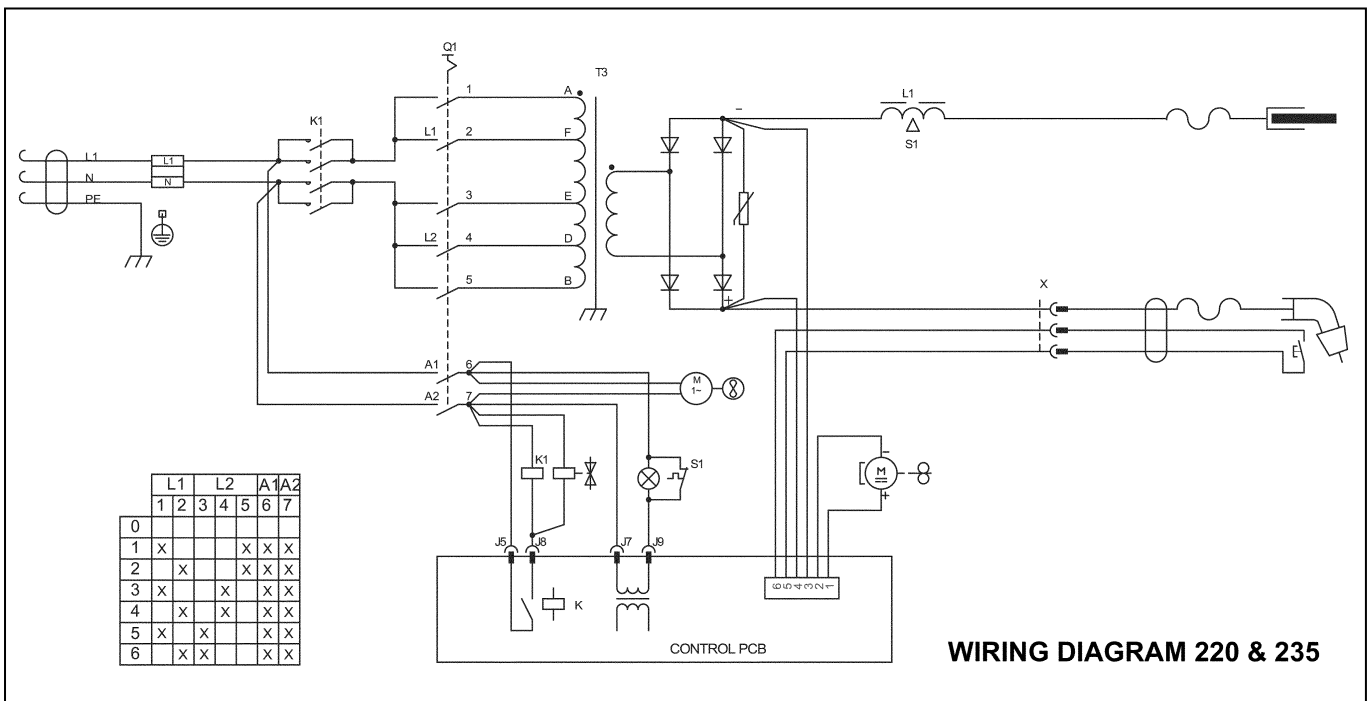 Q1
T3
1
A
L1
K1
L1
2
F
S1
L1
L1
N
N
PE
3
E
L2
4
D
5
B
−
+
X
A1
6
A2
7
M
1~
K1
S1
M
−
+
J5
J8
J7
J9
6
5
4
3
2
1
K
CONTROL PCB
WIRING DIAGRAM 220 & 235
L1 L2 A1 A2
1 2 3 4 5 6 7
0
1 X X X X
2 X X X X
3 X X X X
4 X X X X
5 X X X X
6 X X X X